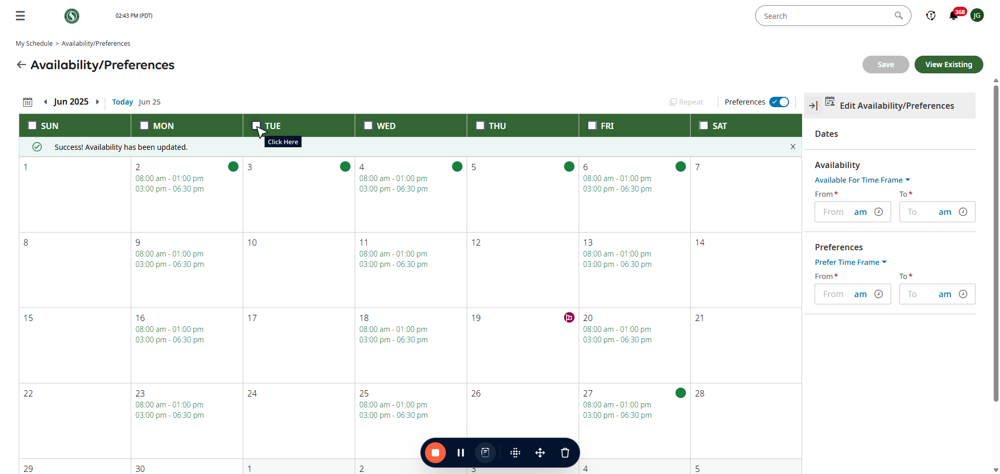 02:43 PM (PDT)
Search
368
JG
My Schedule > Availability/Preferences
Availability/Preferences
Save
View Existing
Jun 2025
Today Jun 25
Repeat
Preferences
Edit Availability/Preferences
SUN MON TUE WED THU FRI SAT
Click Here
Success! Availability has been updated.
X
1 2 3 4 5 6 7
08:00 am - 01:00 pm 08:00 am - 01:00 pm 08:00 am - 01:00 pm
03:00 pm - 06:30 pm 03:00 pm - 06:30 pm 03:00 pm - 06:30 pm
8 9 10 11 12 13 14
08:00 am - 01:00 pm 08:00 am - 01:00 pm 08:00 am - 01:00 pm
03:00 pm - 06:30 pm 03:00 pm - 06:30 pm 03:00 pm - 06:30 pm
15 16 17 18 19 20 21
08:00 am - 01:00 pm 08:00 am - 01:00 pm 08:00 am - 01:00 pm
03:00 pm - 06:30 pm 03:00 pm - 06:30 pm 03:00 pm - 06:30 pm
22 23 24 25 26 27 28
08:00 am - 01:00 pm 08:00 am - 01:00 pm 08:00 am - 01:00 pm
03:00 pm - 06:30 pm 03:00 pm - 06:30 pm 03:00 pm - 06:30 pm
29 30 1 2 3 4 5
Dates
Availability
Available For Time Frame
From * To *
From am To am
Preferences
Prefer Time Frame
From * To *
From am To am